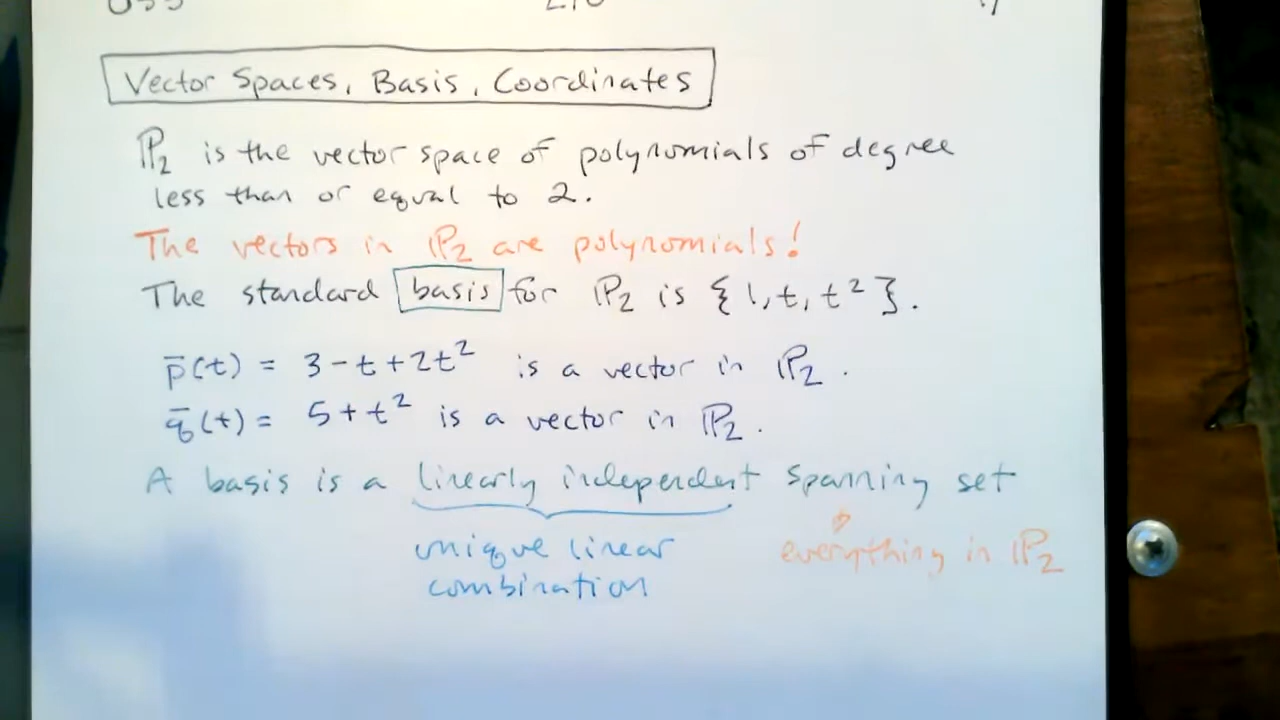 Vector Spaces, Basis, Coordinates
ℙ₂ is the vector space of polynomials of degree
less than or equal to 2.
The vectors in ℙ₂ are polynomials!
The standard basis for ℙ₂ is {1, t, t²}.
p̄(t) = 3 - t + 2t² is a vector in ℙ₂.
q̄(t) = 5 + t² is a vector in ℙ₂.
A basis is a linearly independent spanning set
unique linear
combination
everything in ℙ₂